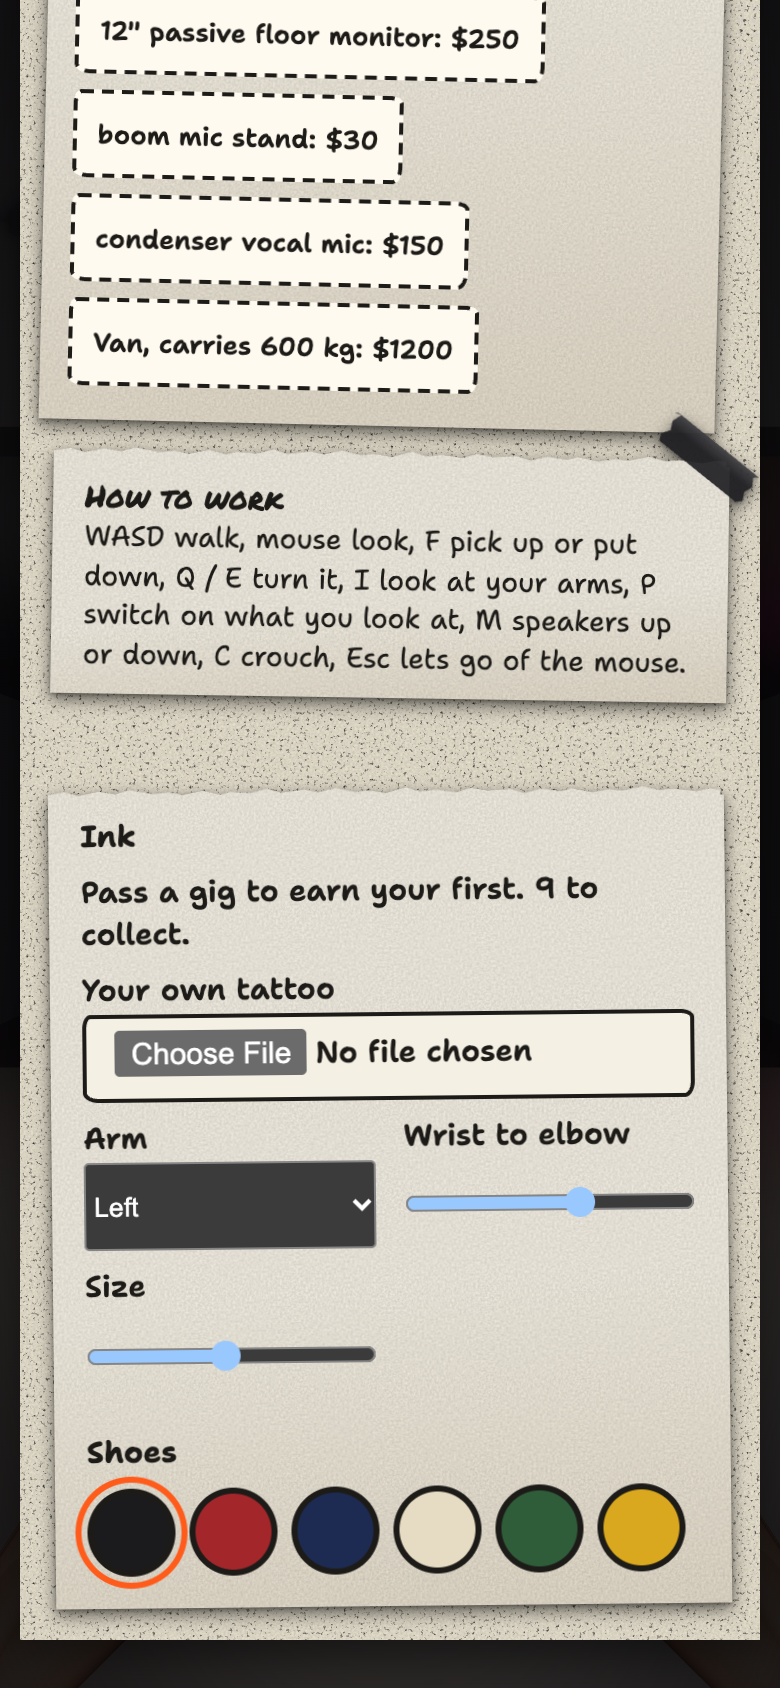 12" passive floor monitor: $250
boom mic stand: $30
condenser vocal mic: $150
Van, carries 600 kg: $1200
How to work
WASD walk, mouse look, F pick up or put
down, Q / E turn it, I look at your arms, P
switch on what you look at, M speakers up
or down, C crouch, Esc lets go of the mouse.
Ink
Pass a gig to earn your first. 9 to
collect.
Your own tattoo
Choose File No file chosen
Arm
Wrist to elbow
Left
Size
Shoes